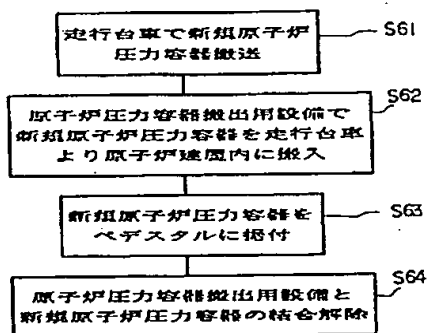 走行台車で新規原子炉
圧力容器搬送
S61
原子炉圧力容器搬出用設備で
新規原子炉圧力容器を走行台車
より原子炉建屋内に搬入
S62
新規原子炉圧力容器を
ペデスタルに据付
S63
原子炉圧力容器搬出用設備と
新規原子炉圧力容器の結合解除
S64